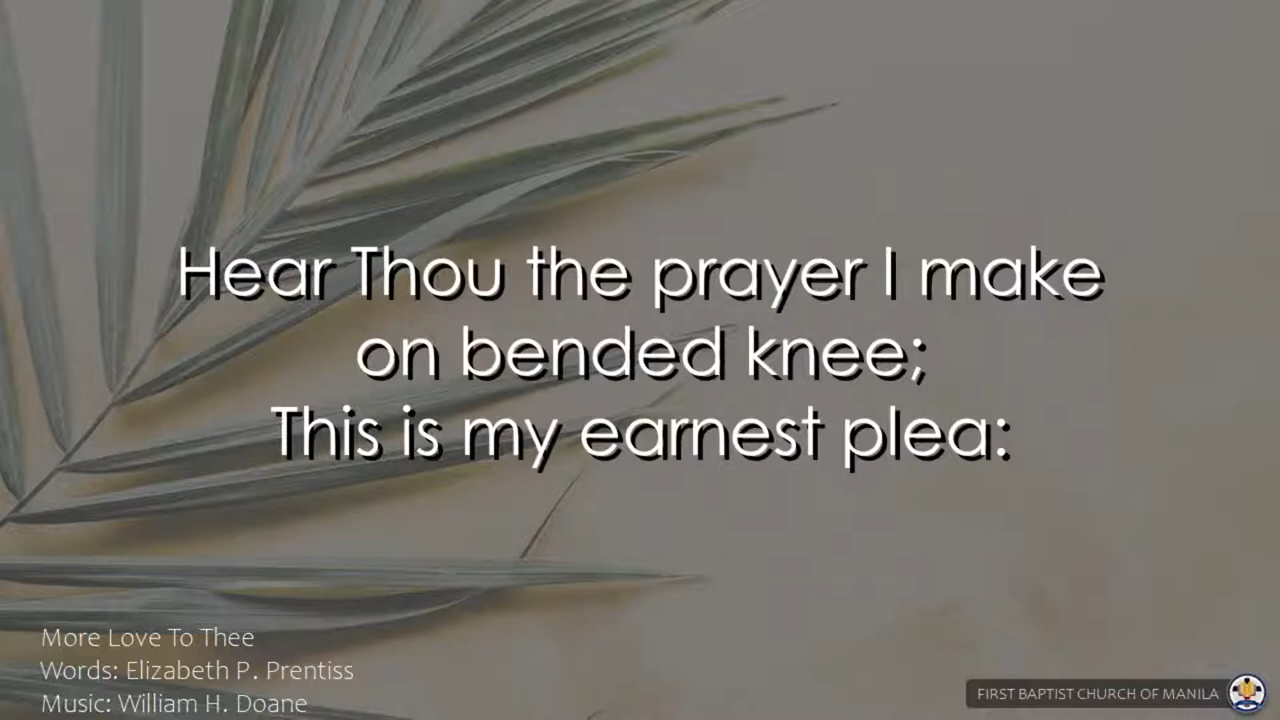 Hear Thou the prayer I make
on bended knee;
This is my earnest plea:
More Love To Thee
Words: Elizabeth P. Prentiss
Music: William H. Doane
FIRST BAPTIST CHURCH OF MANILA